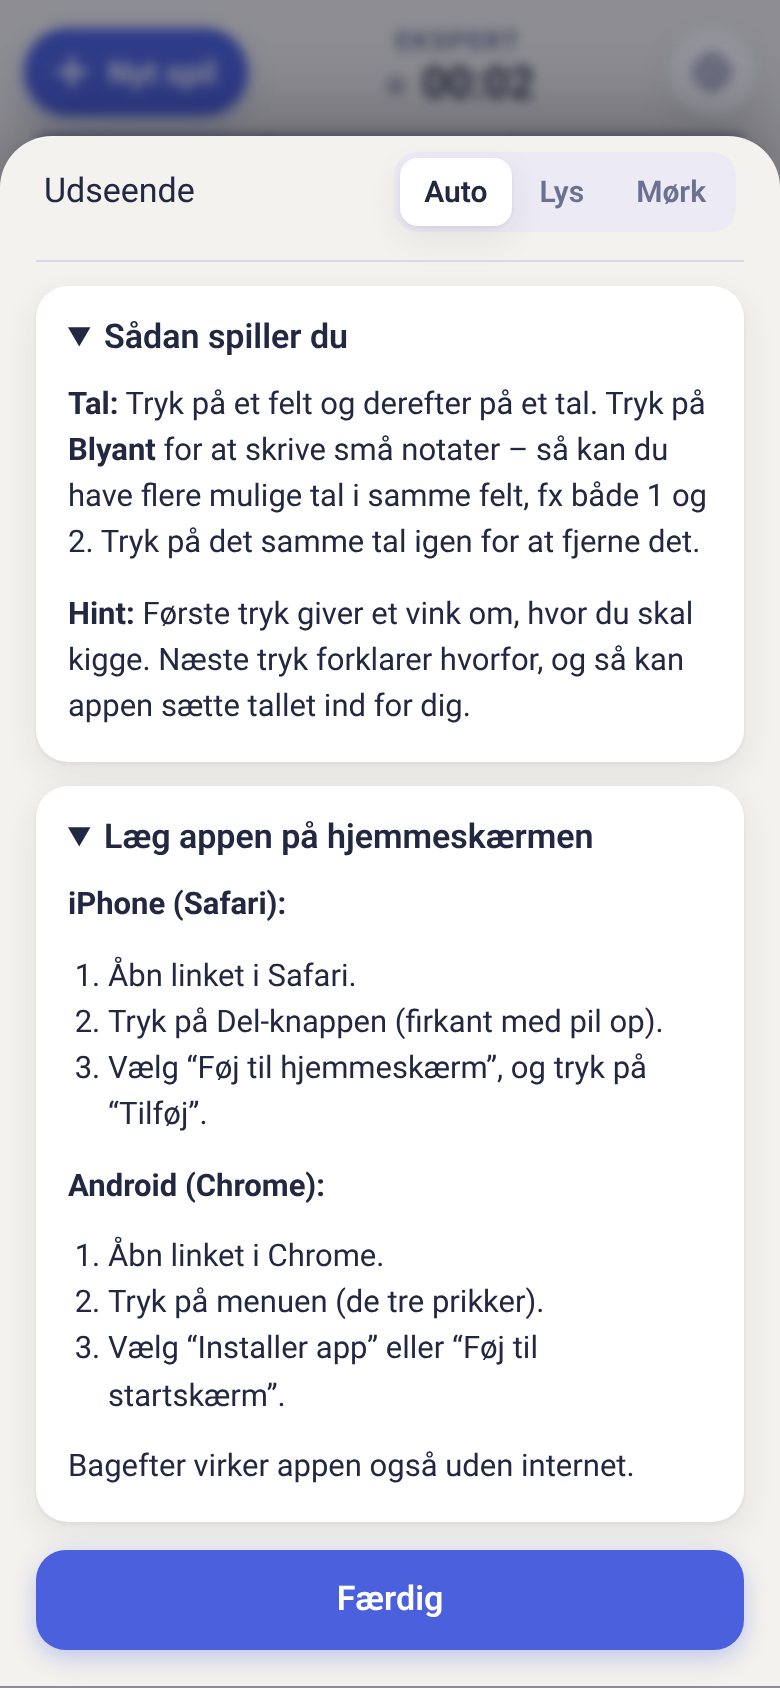 Nyt spil
EKSPERT
00:02
Udseende
Auto
Lys
Mørk
Sådan spiller du
Tal: Tryk på et felt og derefter på et tal. Tryk på
Blyant for at skrive små notater – så kan du
have flere mulige tal i samme felt, fx både 1 og
2. Tryk på det samme tal igen for at fjerne det.
Hint: Første tryk giver et vink om, hvor du skal
kigge. Næste tryk forklarer hvorfor, og så kan
appen sætte tallet ind for dig.
Læg appen på hjemmeskærmen
iPhone (Safari):
1. Åbn linket i Safari.
2. Tryk på Del-knappen (firkant med pil op).
3. Vælg “Føj til hjemmeskærm”, og tryk på
“Tilføj”.
Android (Chrome):
1. Åbn linket i Chrome.
2. Tryk på menuen (de tre prikker).
3. Vælg “Installer app” eller “Føj til
startskærm”.
Bagefter virker appen også uden internet.
Færdig